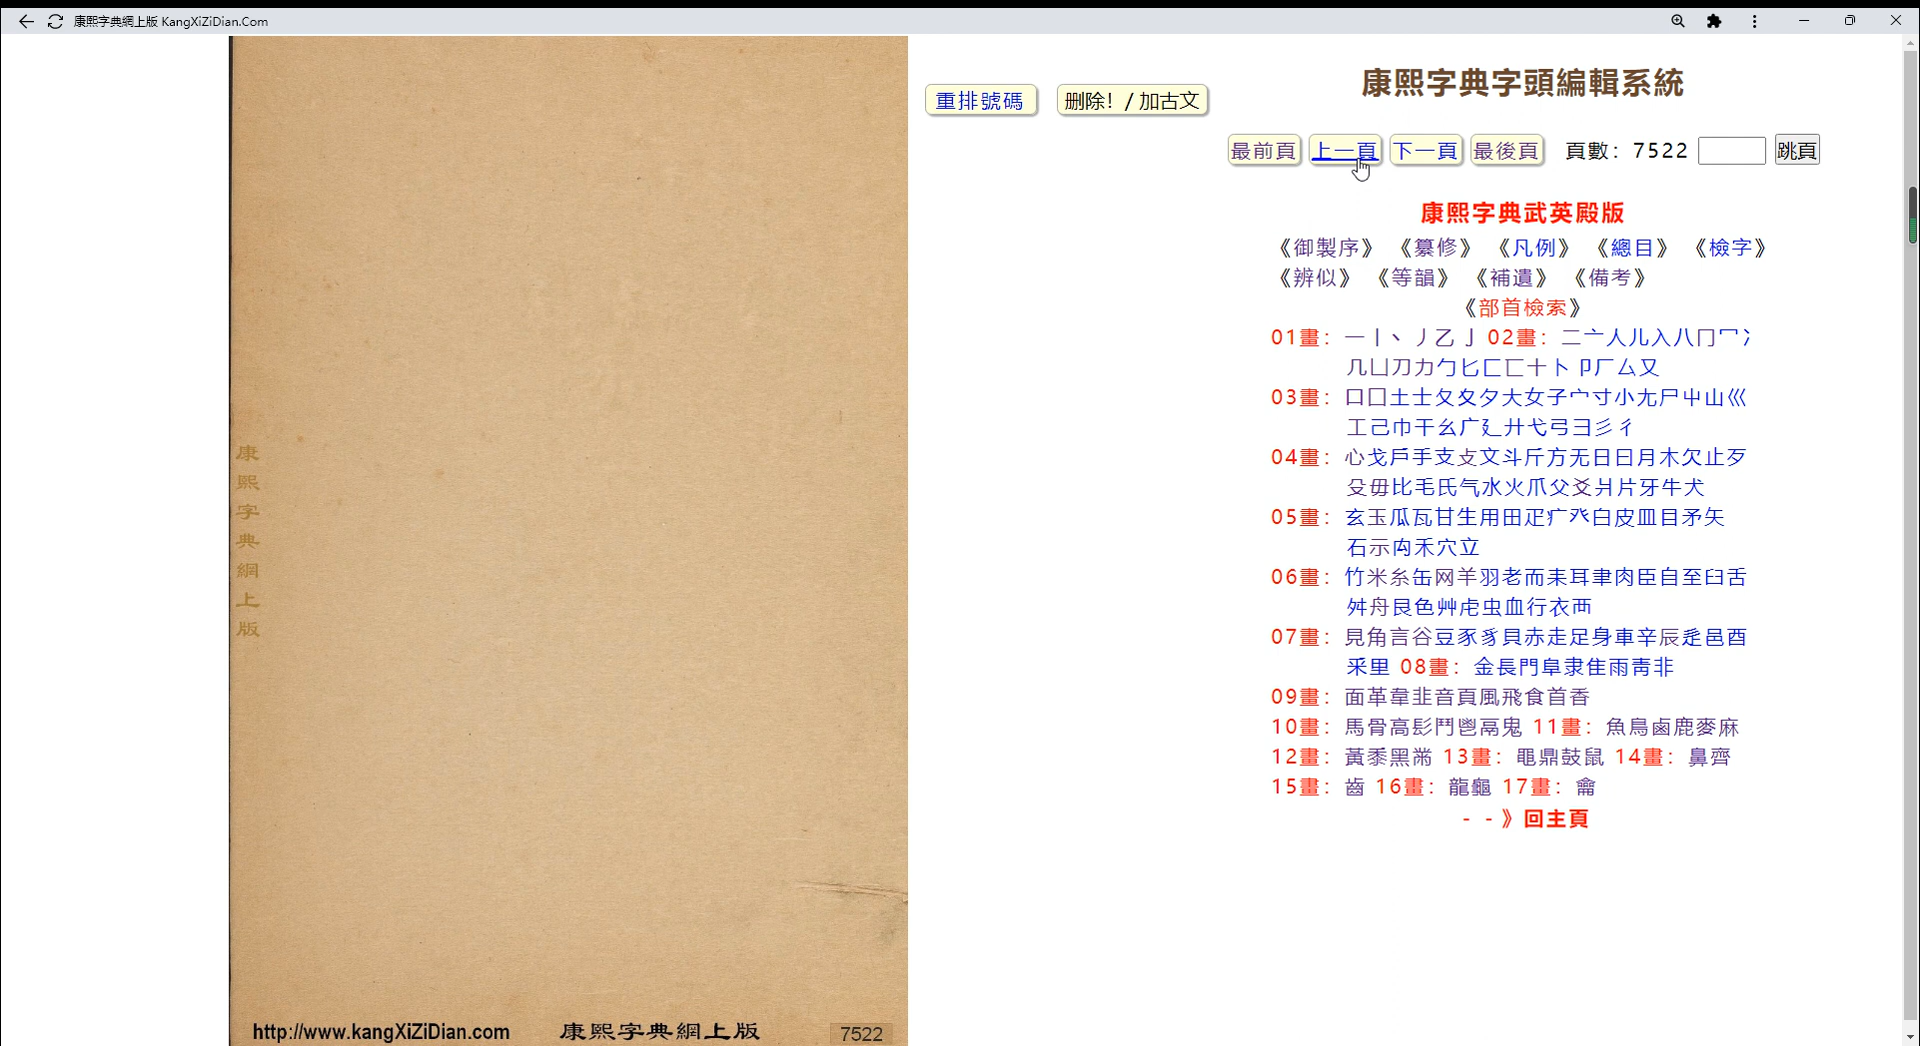 康熙字典網上版 KangXiZiDian.Com
康熙字典網上版
http://www.kangXiZiDian.com 康熙字典網上版 7522
康熙字典字頭編輯系統
重排號碼 刪除! / 加古文
最前頁 上一頁 下一頁 最後頁 頁數: 7522 跳頁
康熙字典武英殿版
《御製序》 《纂修》 《凡例》 《總目》 《檢字》
《辨似》 《等韻》 《補遺》 《備考》
《部首檢索》
01畫: 一丨丶丿乙亅 02畫: 二亠人儿入八冂冖冫
几凵刀力勹匕匚匸十卜卩厂厶又
03畫: 口囗土士夂夊夕大女子宀寸小尢尸屮山巛
工己巾干幺广廴廾弋弓彐彡彳
04畫: 心戈戶手支攴文斗斤方无日曰月木欠止歹
殳毋比毛氏气水火爪父爻爿片牙牛犬
05畫: 玄玉瓜瓦甘生用田疋疒癶白皮皿目矛矢
石示禸禾穴立
06畫: 竹米糸缶网羊羽老而耒耳聿肉臣自至臼舌
舛舟艮色艸虍虫血行衣襾
07畫: 見角言谷豆豕豸貝赤走足身車辛辰辵邑酉
釆里 08畫: 金長門阜隶隹雨靑非
09畫: 面革韋韭音頁風飛食首香
10畫: 馬骨高髟鬥鬯鬲鬼 11畫: 魚鳥鹵鹿麥麻
12畫: 黃黍黑黹 13畫: 黽鼎鼓鼠 14畫: 鼻齊
15畫: 齒 16畫: 龍龜 17畫: 龠
- - 》回主頁